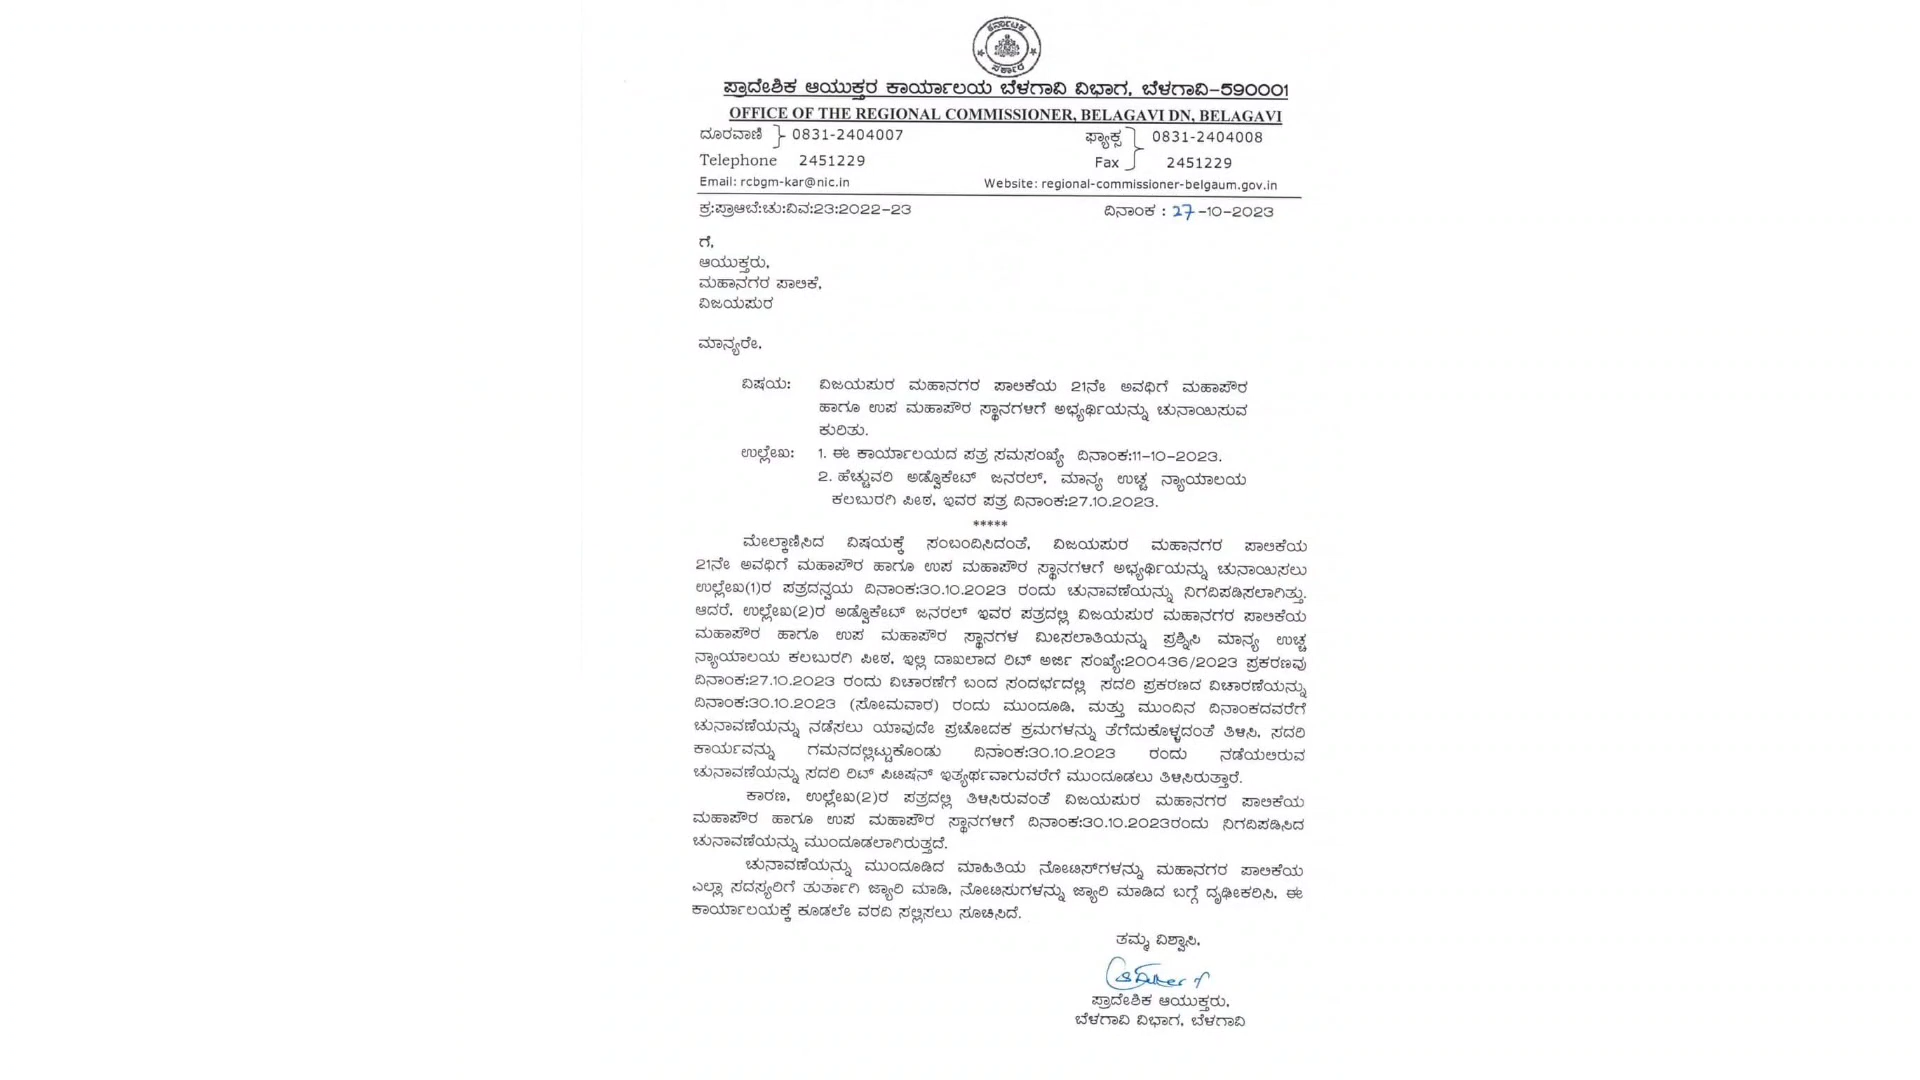 ಕರ್ನಾಟಕ
ಸರ್ಕಾರ
ಪ್ರಾದೇಶಿಕ ಆಯುಕ್ತರ ಕಾರ್ಯಾಲಯ ಬೆಳಗಾವಿ ವಿಭಾಗ, ಬೆಳಗಾವಿ-590001
OFFICE OF THE REGIONAL COMMISSIONER, BELAGAVI DN, BELAGAVI
ದೂರವಾಣಿ } 0831-2404007 ಫ್ಯಾಕ್ಸ } 0831-2404008
Telephone 2451229 Fax 2451229
Email: rcbgm-kar@nic.in Website: regional-commissioner-belgaum.gov.in
ಕ್ರ:ಪ್ರಾಆಬೆ:ಚು:ವಿವ:23:2022-23 ದಿನಾಂಕ : 27-10-2023
ಗೆ,
ಆಯುಕ್ತರು,
ಮಹಾನಗರ ಪಾಲಿಕೆ,
ವಿಜಯಪುರ
ಮಾನ್ಯರೇ,
ವಿಷಯ: ವಿಜಯಪುರ ಮಹಾನಗರ ಪಾಲಿಕೆಯ 21ನೇ ಅವಧಿಗೆ ಮಹಾಪೌರ
ಹಾಗೂ ಉಪ ಮಹಾಪೌರ ಸ್ಥಾನಗಳಿಗೆ ಅಭ್ಯರ್ಥಿಯನ್ನು ಚುನಾಯಿಸುವ
ಕುರಿತು.
ಉಲ್ಲೇಖ: 1. ಈ ಕಾರ್ಯಾಲಯದ ಪತ್ರ ಸಮಸಂಖ್ಯೆ ದಿನಾಂಕ:11-10-2023.
2. ಹೆಚ್ಚುವರಿ ಅಡ್ವೊಕೇಟ್ ಜನರಲ್, ಮಾನ್ಯ ಉಚ್ಚ ನ್ಯಾಯಾಲಯ
ಕಲಬುರಗಿ ಪೀಠ, ಇವರ ಪತ್ರ ದಿನಾಂಕ:27.10.2023.
*****
ಮೇಲ್ಕಾಣಿಸಿದ ವಿಷಯಕ್ಕೆ ಸಂಬಂದಿಸಿದಂತೆ, ವಿಜಯಪುರ ಮಹಾನಗರ ಪಾಲಿಕೆಯ
21ನೇ ಅವಧಿಗೆ ಮಹಾಪೌರ ಹಾಗೂ ಉಪ ಮಹಾಪೌರ ಸ್ಥಾನಗಳಿಗೆ ಅಭ್ಯರ್ಥಿಯನ್ನು ಚುನಾಯಿಸಲು
ಉಲ್ಲೇಖ(1)ರ ಪತ್ರದನ್ವಯ ದಿನಾಂಕ:30.10.2023 ರಂದು ಚುನಾವಣೆಯನ್ನು ನಿಗದಿಪಡಿಸಲಾಗಿತ್ತು.
ಆದರೆ, ಉಲ್ಲೇಖ(2)ರ ಅಡ್ವೊಕೇಟ್ ಜನರಲ್ ಇವರ ಪತ್ರದಲ್ಲಿ ವಿಜಯಪುರ ಮಹಾನಗರ ಪಾಲಿಕೆಯ
ಮಹಾಪೌರ ಹಾಗೂ ಉಪ ಮಹಾಪೌರ ಸ್ಥಾನಗಳ ಮೀಸಲಾತಿಯನ್ನು ಪ್ರಶ್ನಿಸಿ ಮಾನ್ಯ ಉಚ್ಚ
ನ್ಯಾಯಾಲಯ ಕಲಬುರಗಿ ಪೀಠ, ಇಲ್ಲಿ ದಾಖಲಾದ ರಿಟ್ ಅರ್ಜಿ ಸಂಖ್ಯೆ:200436/2023 ಪ್ರಕರಣವು
ದಿನಾಂಕ:27.10.2023 ರಂದು ವಿಚಾರಣೆಗೆ ಬಂದ ಸಂದರ್ಭದಲ್ಲಿ ಸದರಿ ಪ್ರಕರಣದ ವಿಚಾರಣೆಯನ್ನು
ದಿನಾಂಕ:30.10.2023 (ಸೋಮವಾರ) ರಂದು ಮುಂದೂಡಿ, ಮತ್ತು ಮುಂದಿನ ದಿನಾಂಕದವರೆಗೆ
ಚುನಾವಣೆಯನ್ನು ನಡೆಸಲು ಯಾವುದೇ ಪ್ರಚೋದಕ ಕ್ರಮಗಳನ್ನು ತೆಗೆದುಕೊಳ್ಳದಂತೆ ತಿಳಿಸಿ, ಸದರಿ
ಕಾರ್ಯವನ್ನು ಗಮನದಲ್ಲಿಟ್ಟುಕೊಂಡು ದಿನಾಂಕ:30.10.2023 ರಂದು ನಡೆಯಲಿರುವ
ಚುನಾವಣೆಯನ್ನು ಸದರಿ ರಿಟ್ ಪಿಟಿಷನ್ ಇತ್ಯರ್ಥವಾಗುವರೆಗೆ ಮುಂದೂಡಲು ತಿಳಿಸಿರುತ್ತಾರೆ.
ಕಾರಣ, ಉಲ್ಲೇಖ(2)ರ ಪತ್ರದಲ್ಲಿ ತಿಳಿಸಿರುವಂತೆ ವಿಜಯಪುರ ಮಹಾನಗರ ಪಾಲಿಕೆಯ
ಮಹಾಪೌರ ಹಾಗೂ ಉಪ ಮಹಾಪೌರ ಸ್ಥಾನಗಳಿಗೆ ದಿನಾಂಕ:30.10.2023ರಂದು ನಿಗದಿಪಡಿಸಿದ
ಚುನಾವಣೆಯನ್ನು ಮುಂದೂಡಲಾಗಿರುತ್ತದೆ.
ಚುನಾವಣೆಯನ್ನು ಮುಂದೂಡಿದ ಮಾಹಿತಿಯ ನೋಟಿಸ್‌ಗಳನ್ನು ಮಹಾನಗರ ಪಾಲಿಕೆಯ
ಎಲ್ಲಾ ಸದಸ್ಯರಿಗೆ ತುರ್ತಾಗಿ ಜ್ಯಾರಿ ಮಾಡಿ, ನೋಟಿಸುಗಳನ್ನು ಜ್ಯಾರಿ ಮಾಡಿದ ಬಗ್ಗೆ ದೃಢೀಕರಿಸಿ, ಈ
ಕಾರ್ಯಾಲಯಕ್ಕೆ ಕೂಡಲೇ ವರದಿ ಸಲ್ಲಿಸಲು ಸೂಚಿಸಿದೆ.
ತಮ್ಮ ವಿಶ್ವಾಸಿ,
ಪ್ರಾದೇಶಿಕ ಆಯುಕ್ತರು,
ಬೆಳಗಾವಿ ವಿಭಾಗ, ಬೆಳಗಾವಿ